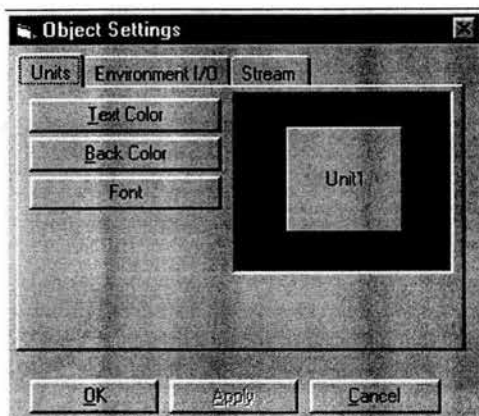 Object Settings
Units Environment I/O Stream
Text Color
Back Color
Font
Unit1
OK Apply Cancel